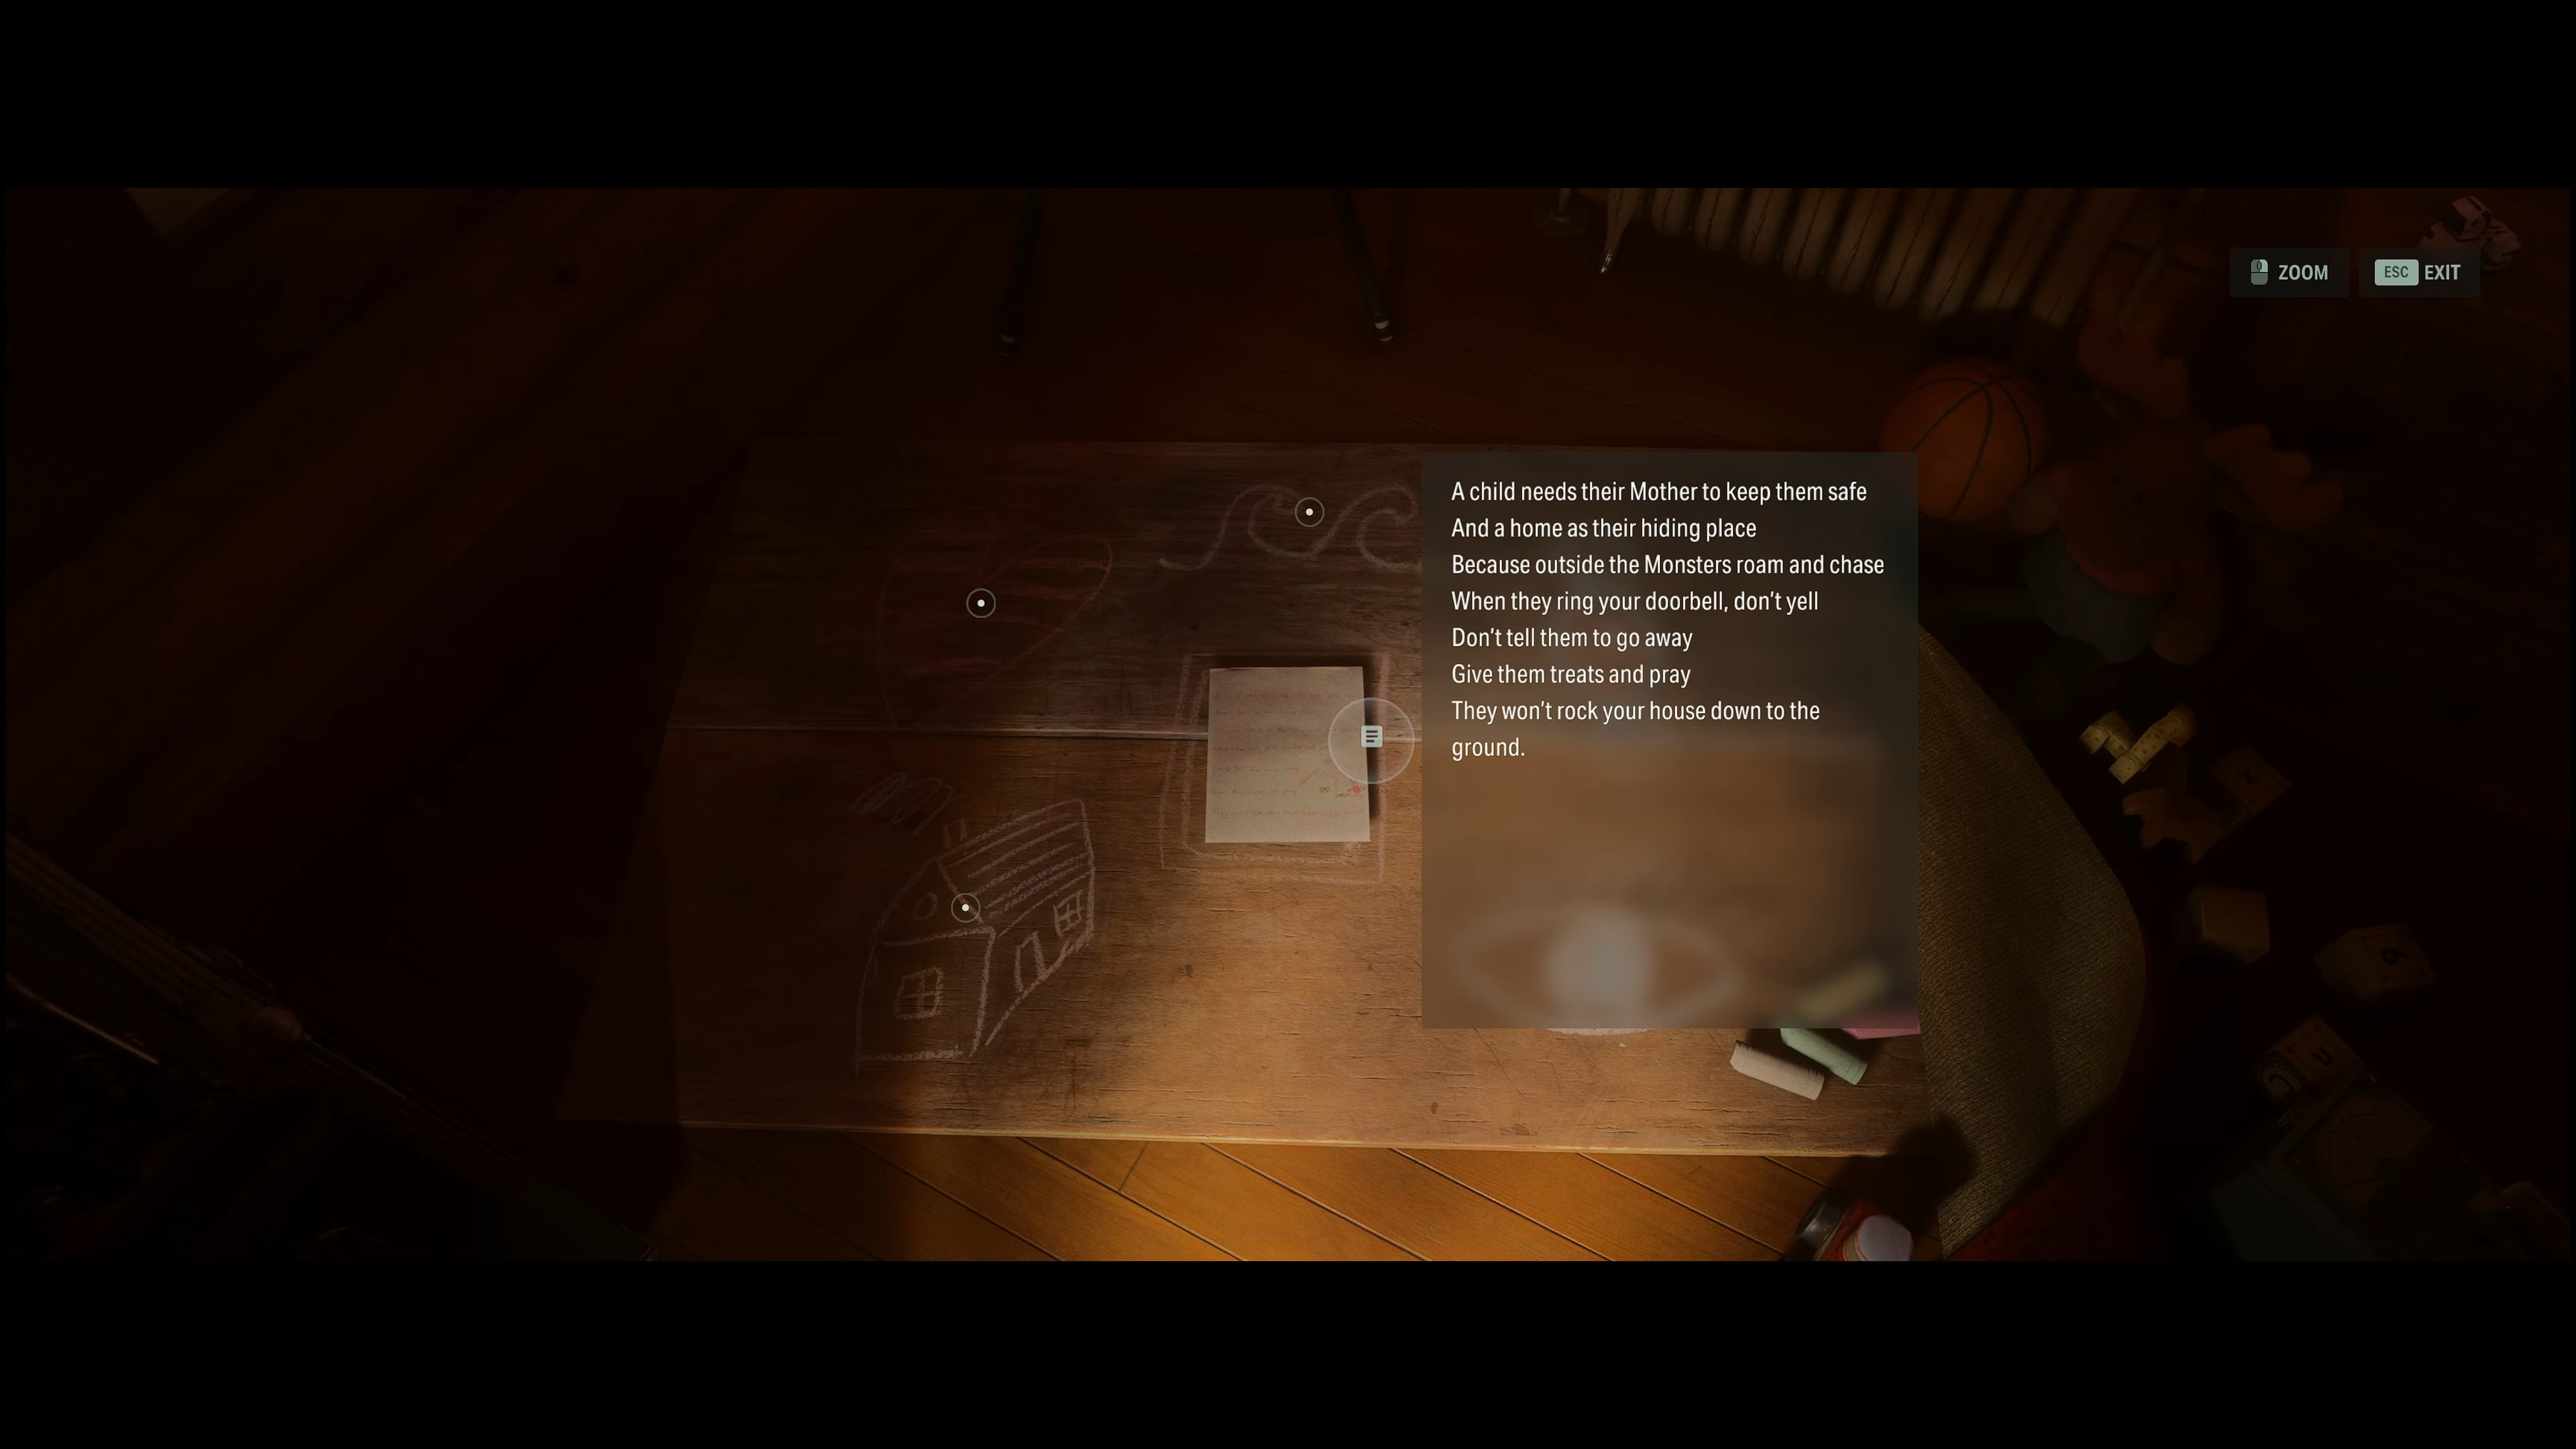 ZOOM
ESC EXIT
A child needs their Mother to keep them safe
And a home as their hiding place
Because outside the Monsters roam and chase
When they ring your doorbell, don't yell
Don't tell them to go away
Give them treats and pray
They won't rock your house down to the
ground.